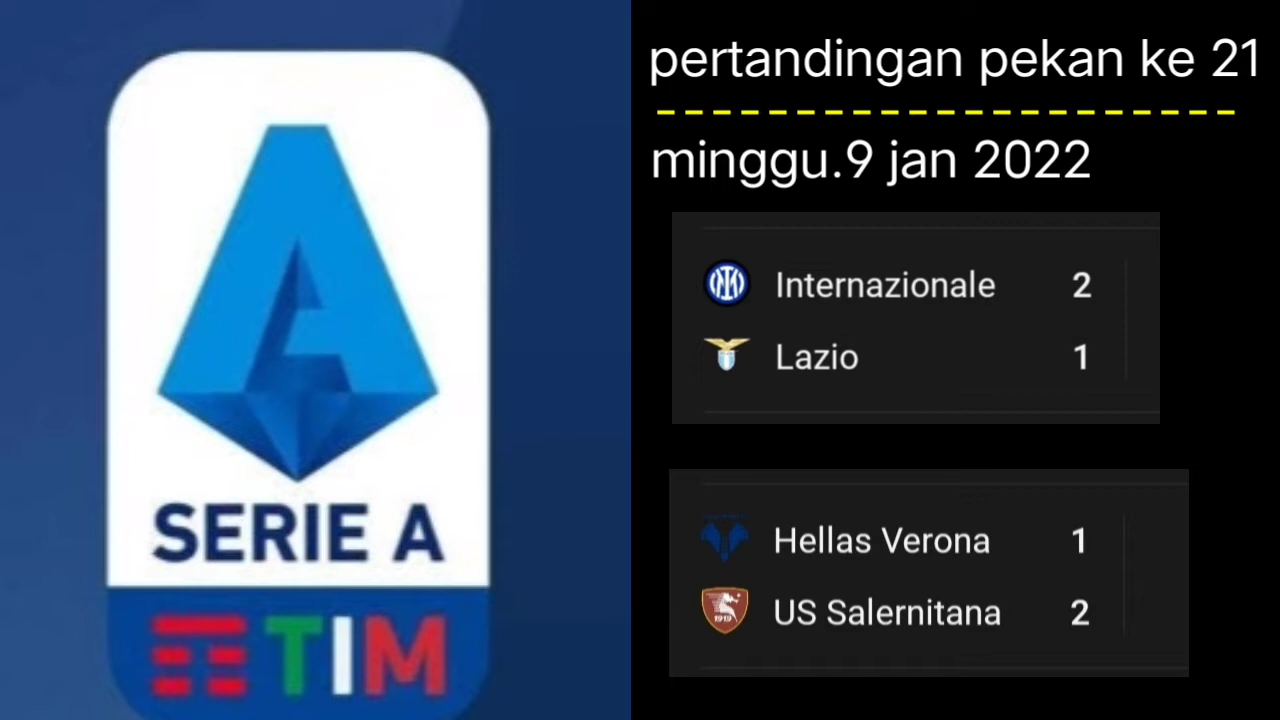 SERIE A
TIM
pertandingan pekan ke 21
minggu.9 jan 2022
Internazionale 2
Lazio 1
Hellas Verona 1
US Salernitana 2
1919